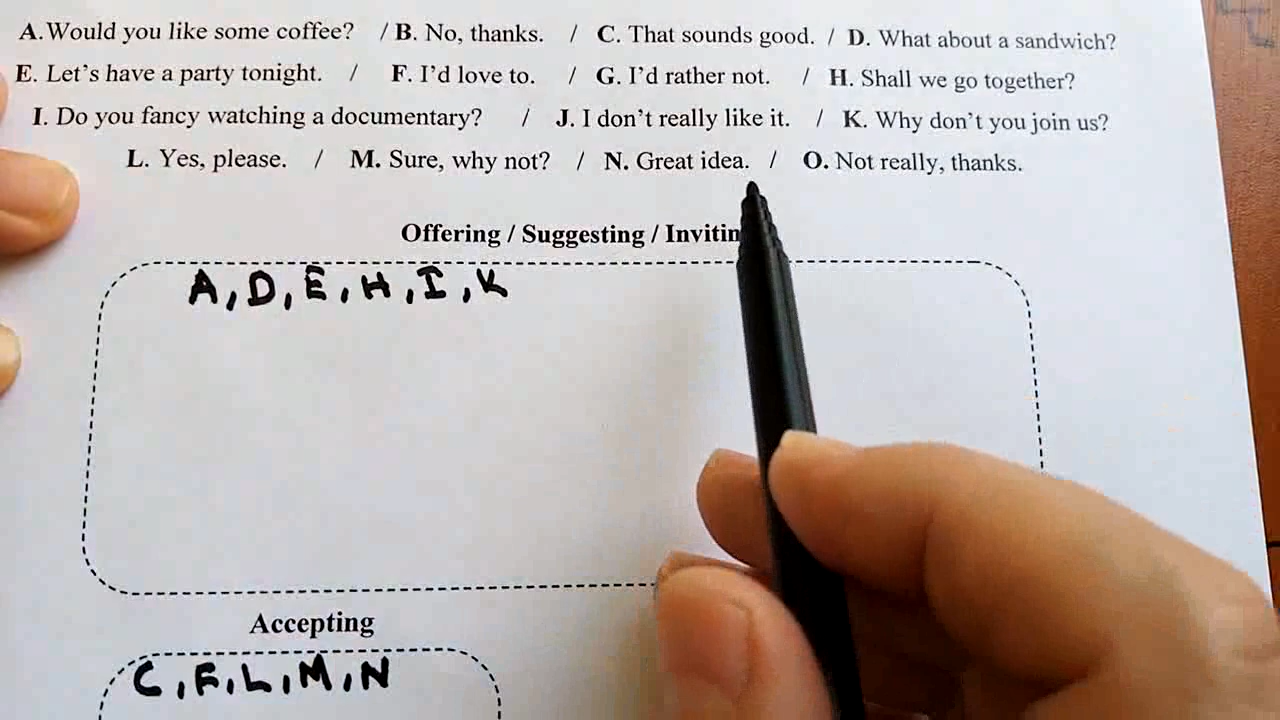 A.Would you like some coffee? / B. No, thanks. / C. That sounds good. / D. What about a sandwich?
E. Let's have a party tonight. / F. I'd love to. / G. I'd rather not. / H. Shall we go together?
I. Do you fancy watching a documentary? / J. I don't really like it. / K. Why don't you join us?
L. Yes, please. / M. Sure, why not? / N. Great idea. / O. Not really, thanks.
Offering / Suggesting /
A, D, E, H, I, K
Accepting
C, F, L, M, N